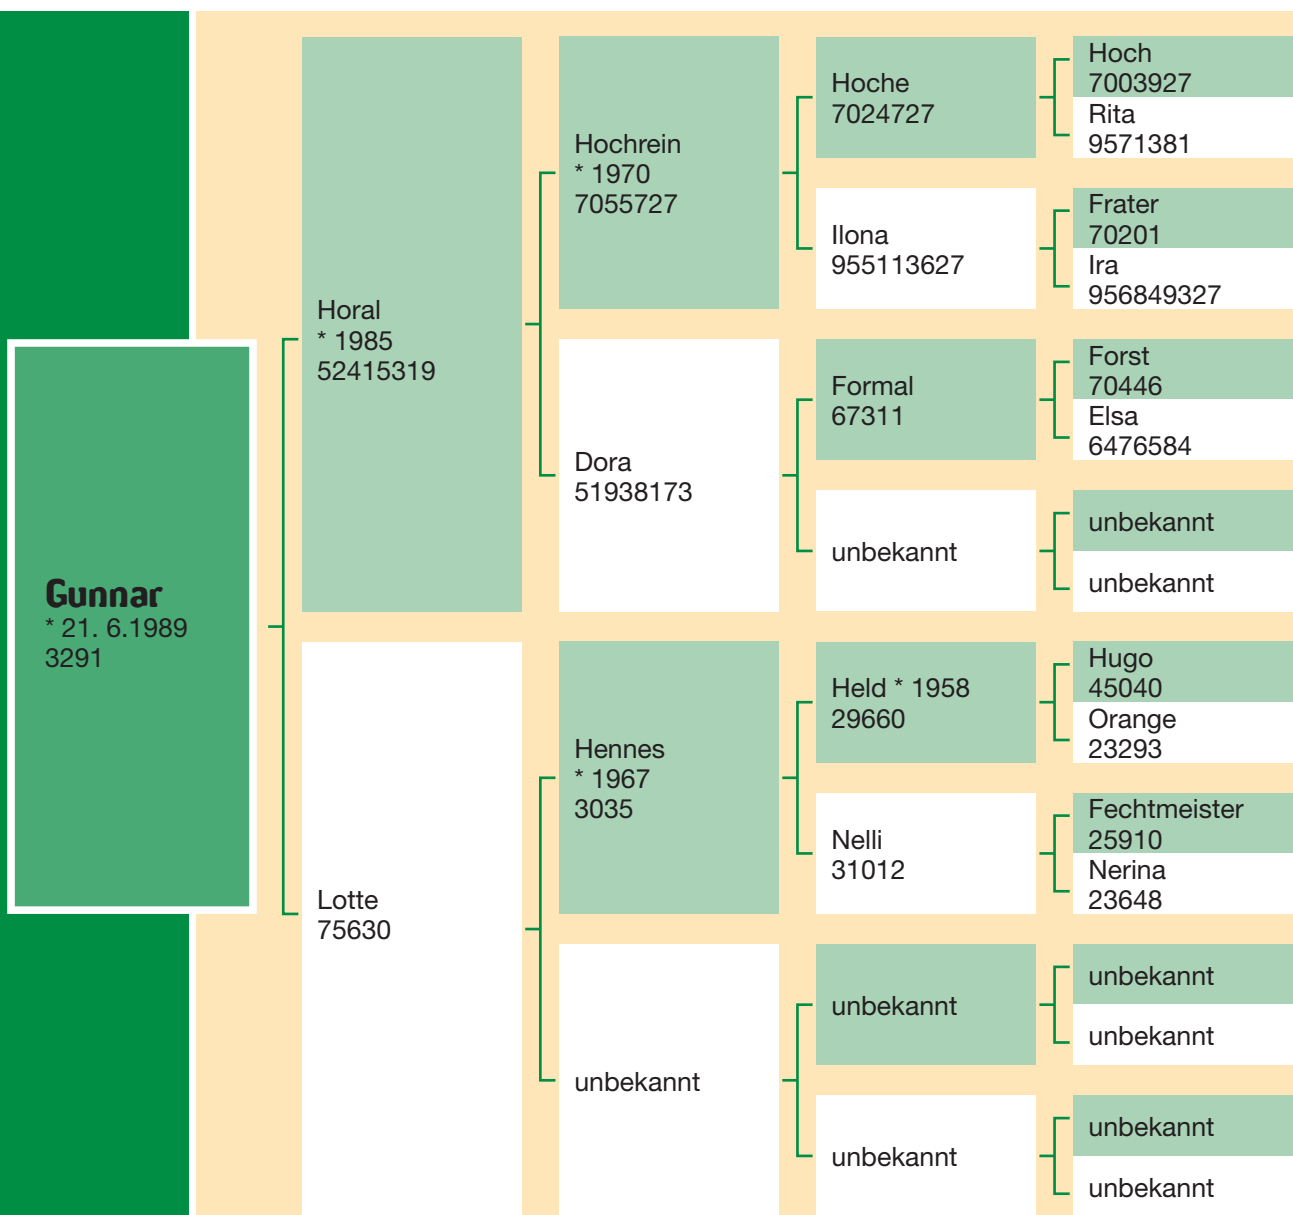 Gunnar
* 21. 6.1989
3291
Horal
* 1985
52415319
Lotte
75630
Hochrein
* 1970
7055727
Dora
51938173
Hennes
* 1967
3035
unbekannt
Hoche
7024727
Ilona
955113627
Formal
67311
unbekannt
Held * 1958
29660
Nelli
31012
unbekannt
unbekannt
Hoch
7003927
Rita
9571381
Frater
70201
Ira
956849327
Forst
70446
Elsa
6476584
unbekannt
unbekannt
Hugo
45040
Orange
23293
Fechtmeister
25910
Nerina
23648
unbekannt
unbekannt
unbekannt
unbekannt